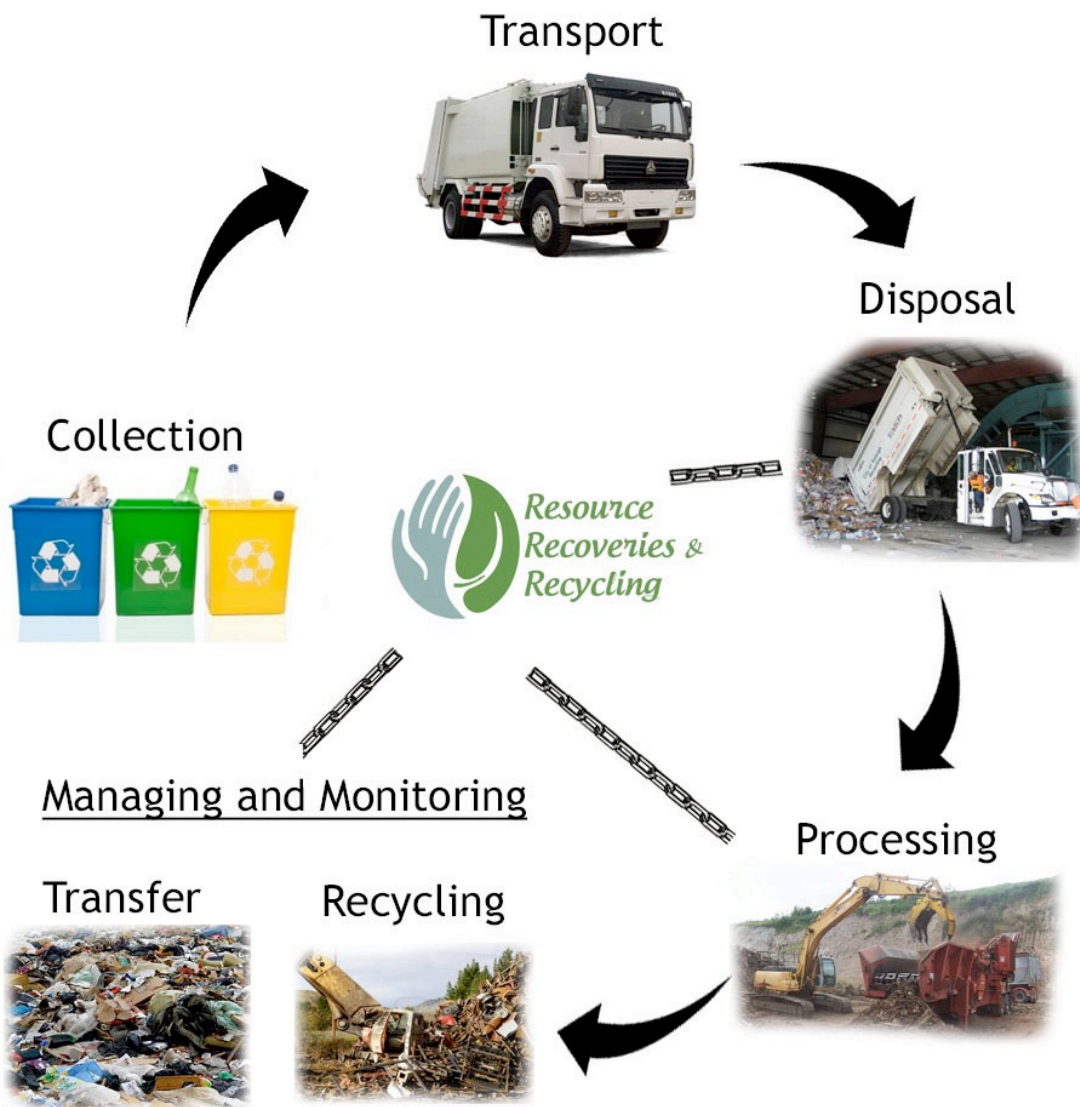 Transport
Disposal
Collection
Resource
Recoveries &
Recycling
Managing and Monitoring
Processing
Transfer
Recycling